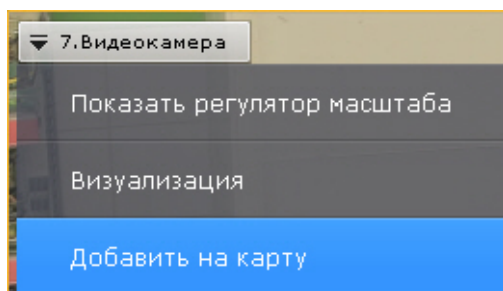 7.Видеокамера
Показать регулятор масштаба
Визуализация
Добавить на карту